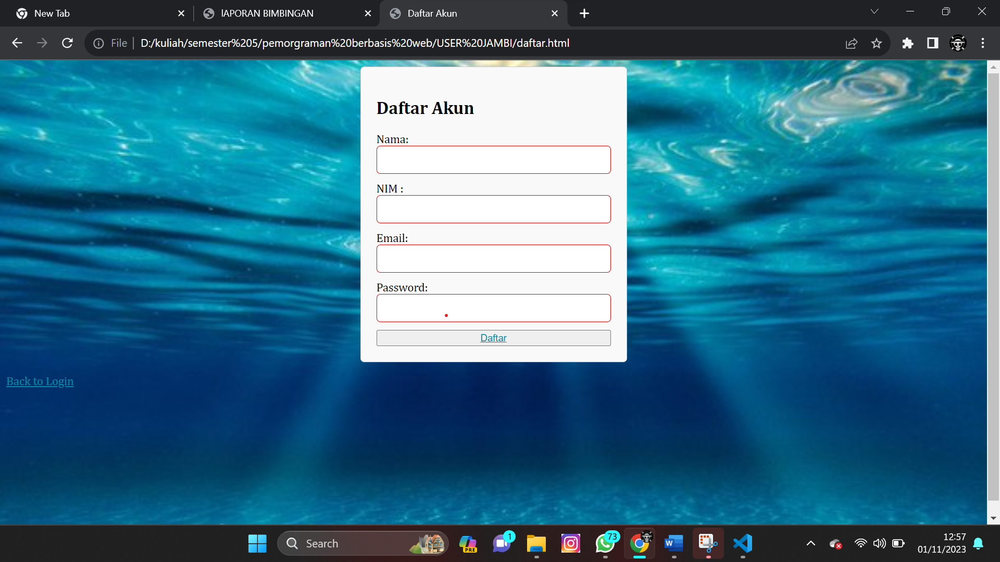 New Tab
lAPORAN BIMBINGAN
Daftar Akun
File
D:/kuliah/semester%205/pemorgraman%20berbasis%20web/USER%20JAMBI/daftar.html
Daftar Akun
Nama:
NIM :
Email:
Password:
Daftar
Back to Login
Search
PRE
1
73
W
12:57
01/11/2023